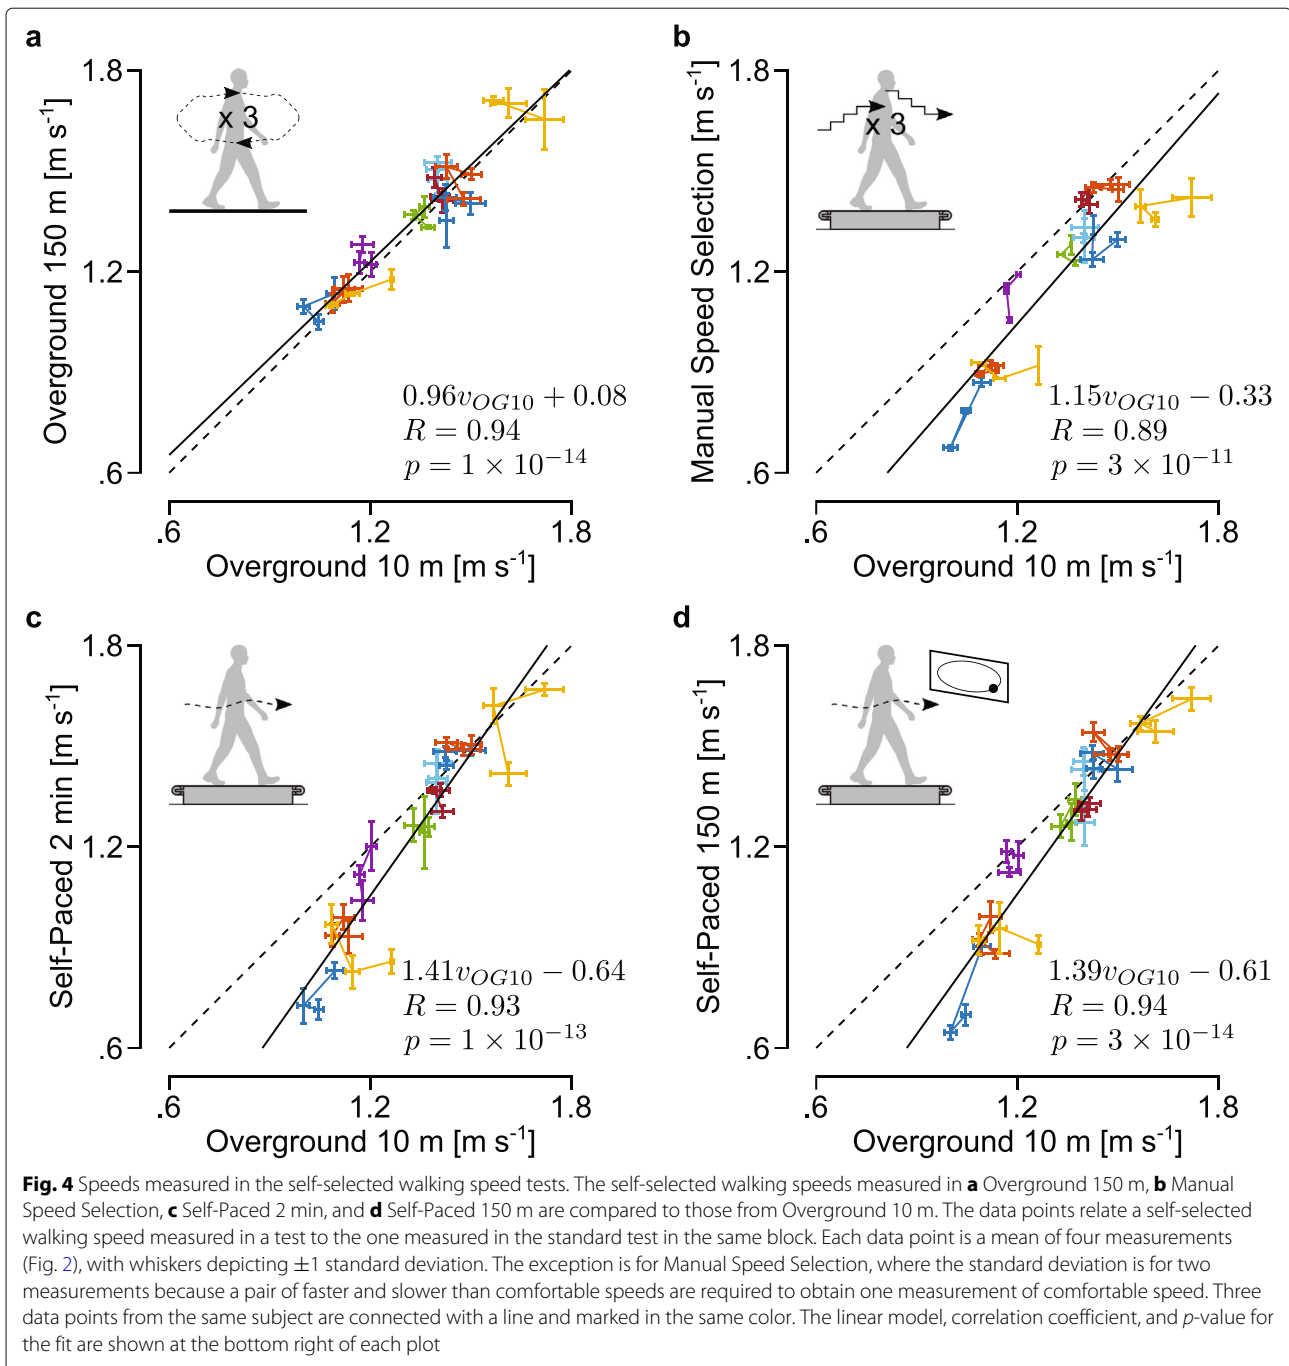 a
Overground 150 m [m s-1]
1.8
1.2
.6
x 3
0.96vOG10 + 0.08
R = 0.94
p = 1 × 10−14
.6 1.2 1.8
Overground 10 m [m s-1]
b
Manual Speed Selection [m s-1]
1.8
1.2
.6
x 3
1.15vOG10 − 0.33
R = 0.89
p = 3 × 10−11
.6 1.2 1.8
Overground 10 m [m s-1]
c
Self-Paced 2 min [m s-1]
1.8
1.2
.6
1.41vOG10 − 0.64
R = 0.93
p = 1 × 10−13
.6 1.2 1.8
Overground 10 m [m s-1]
d
Self-Paced 150 m [m s-1]
1.8
1.2
.6
1.39vOG10 − 0.61
R = 0.94
p = 3 × 10−14
.6 1.2 1.8
Overground 10 m [m s-1]
Fig. 4 Speeds measured in the self-selected walking speed tests. The self-selected walking speeds measured in a Overground 150 m, b Manual
Speed Selection, c Self-Paced 2 min, and d Self-Paced 150 m are compared to those from Overground 10 m. The data points relate a self-selected
walking speed measured in a test to the one measured in the standard test in the same block. Each data point is a mean of four measurements
(Fig. 2), with whiskers depicting ±1 standard deviation. The exception is for Manual Speed Selection, where the standard deviation is for two
measurements because a pair of faster and slower than comfortable speeds are required to obtain one measurement of comfortable speed. Three
data points from the same subject are connected with a line and marked in the same color. The linear model, correlation coefficient, and p-value for
the fit are shown at the bottom right of each plot